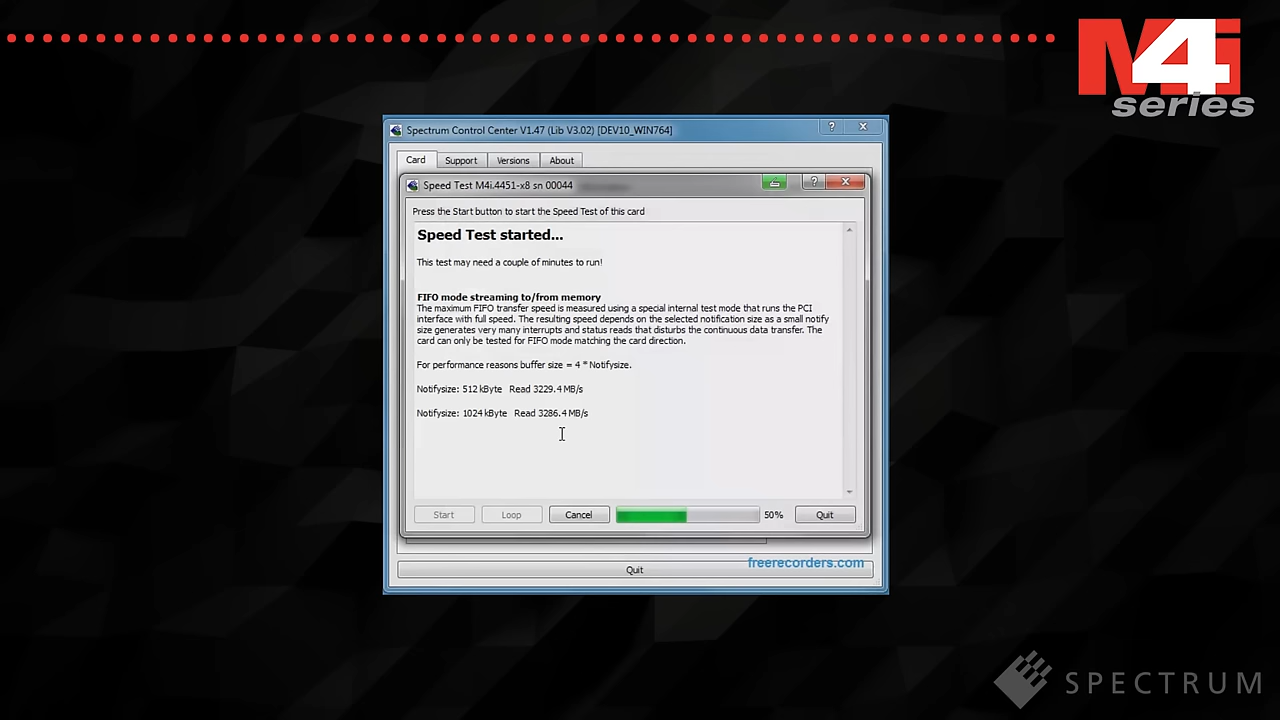 M4i
series
Spectrum Control Center V1.47 (Lib V3.02) [DEV10_WIN764]
Card Support Versions About
Speed Test M4i.4451-x8 sn 00044
Press the Start button to start the Speed Test of this card
Speed Test started...
This test may need a couple of minutes to run!
FIFO mode streaming to/from memory
The maximum FIFO transfer speed is measured using a special internal test mode that runs the PCI
interface with full speed. The resulting speed depends on the selected notification size as a small notify
size generates very many interrupts and status reads that disturbs the continuous data transfer. The
card can only be tested for FIFO mode matching the card direction.
For performance reasons buffer size = 4 * Notifysize.
Notifysize: 512 kByte Read 3229.4 MB/s
Notifysize: 1024 kByte Read 3286.4 MB/s
Start Loop Cancel 50% Quit
freerecorders.com
Quit
SPECTRUM